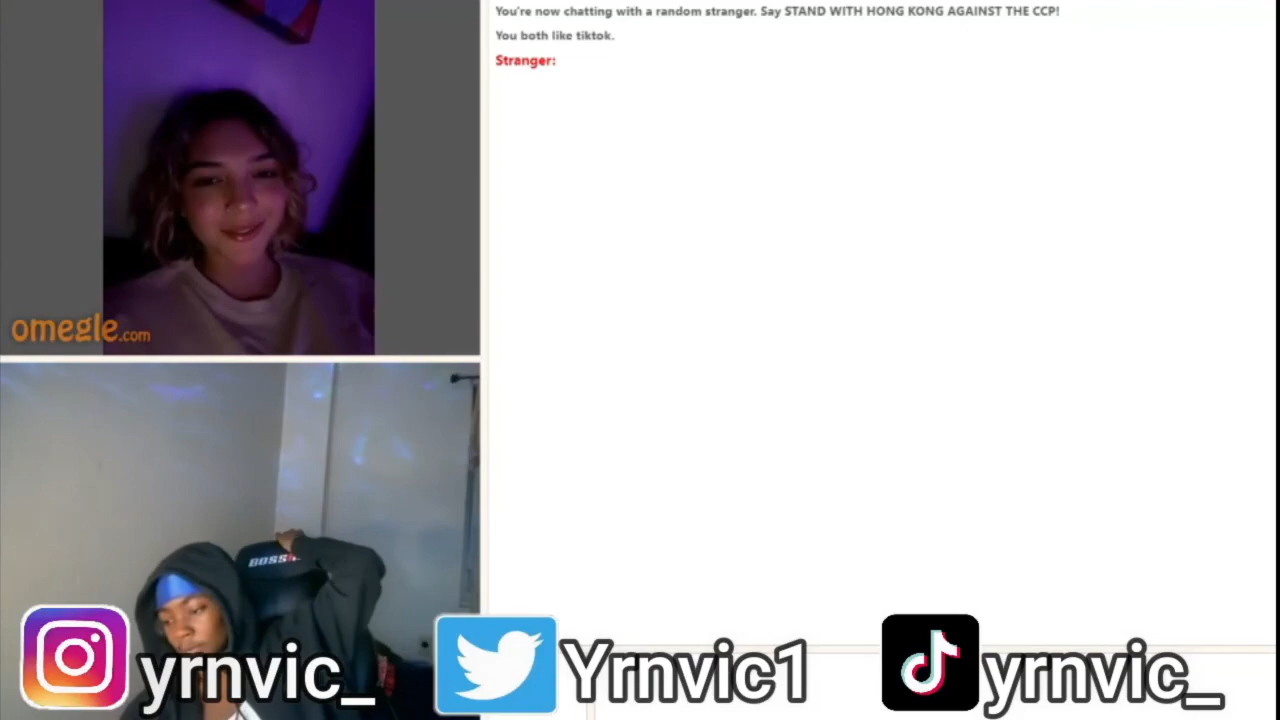 You're now chatting with a random stranger. Say STAND WITH HONG KONG AGAINST THE CCP!
You both like tiktok.
Stranger:
omegle.com
BOSS
yrnvic_
Yrnvic1
yrnvic_